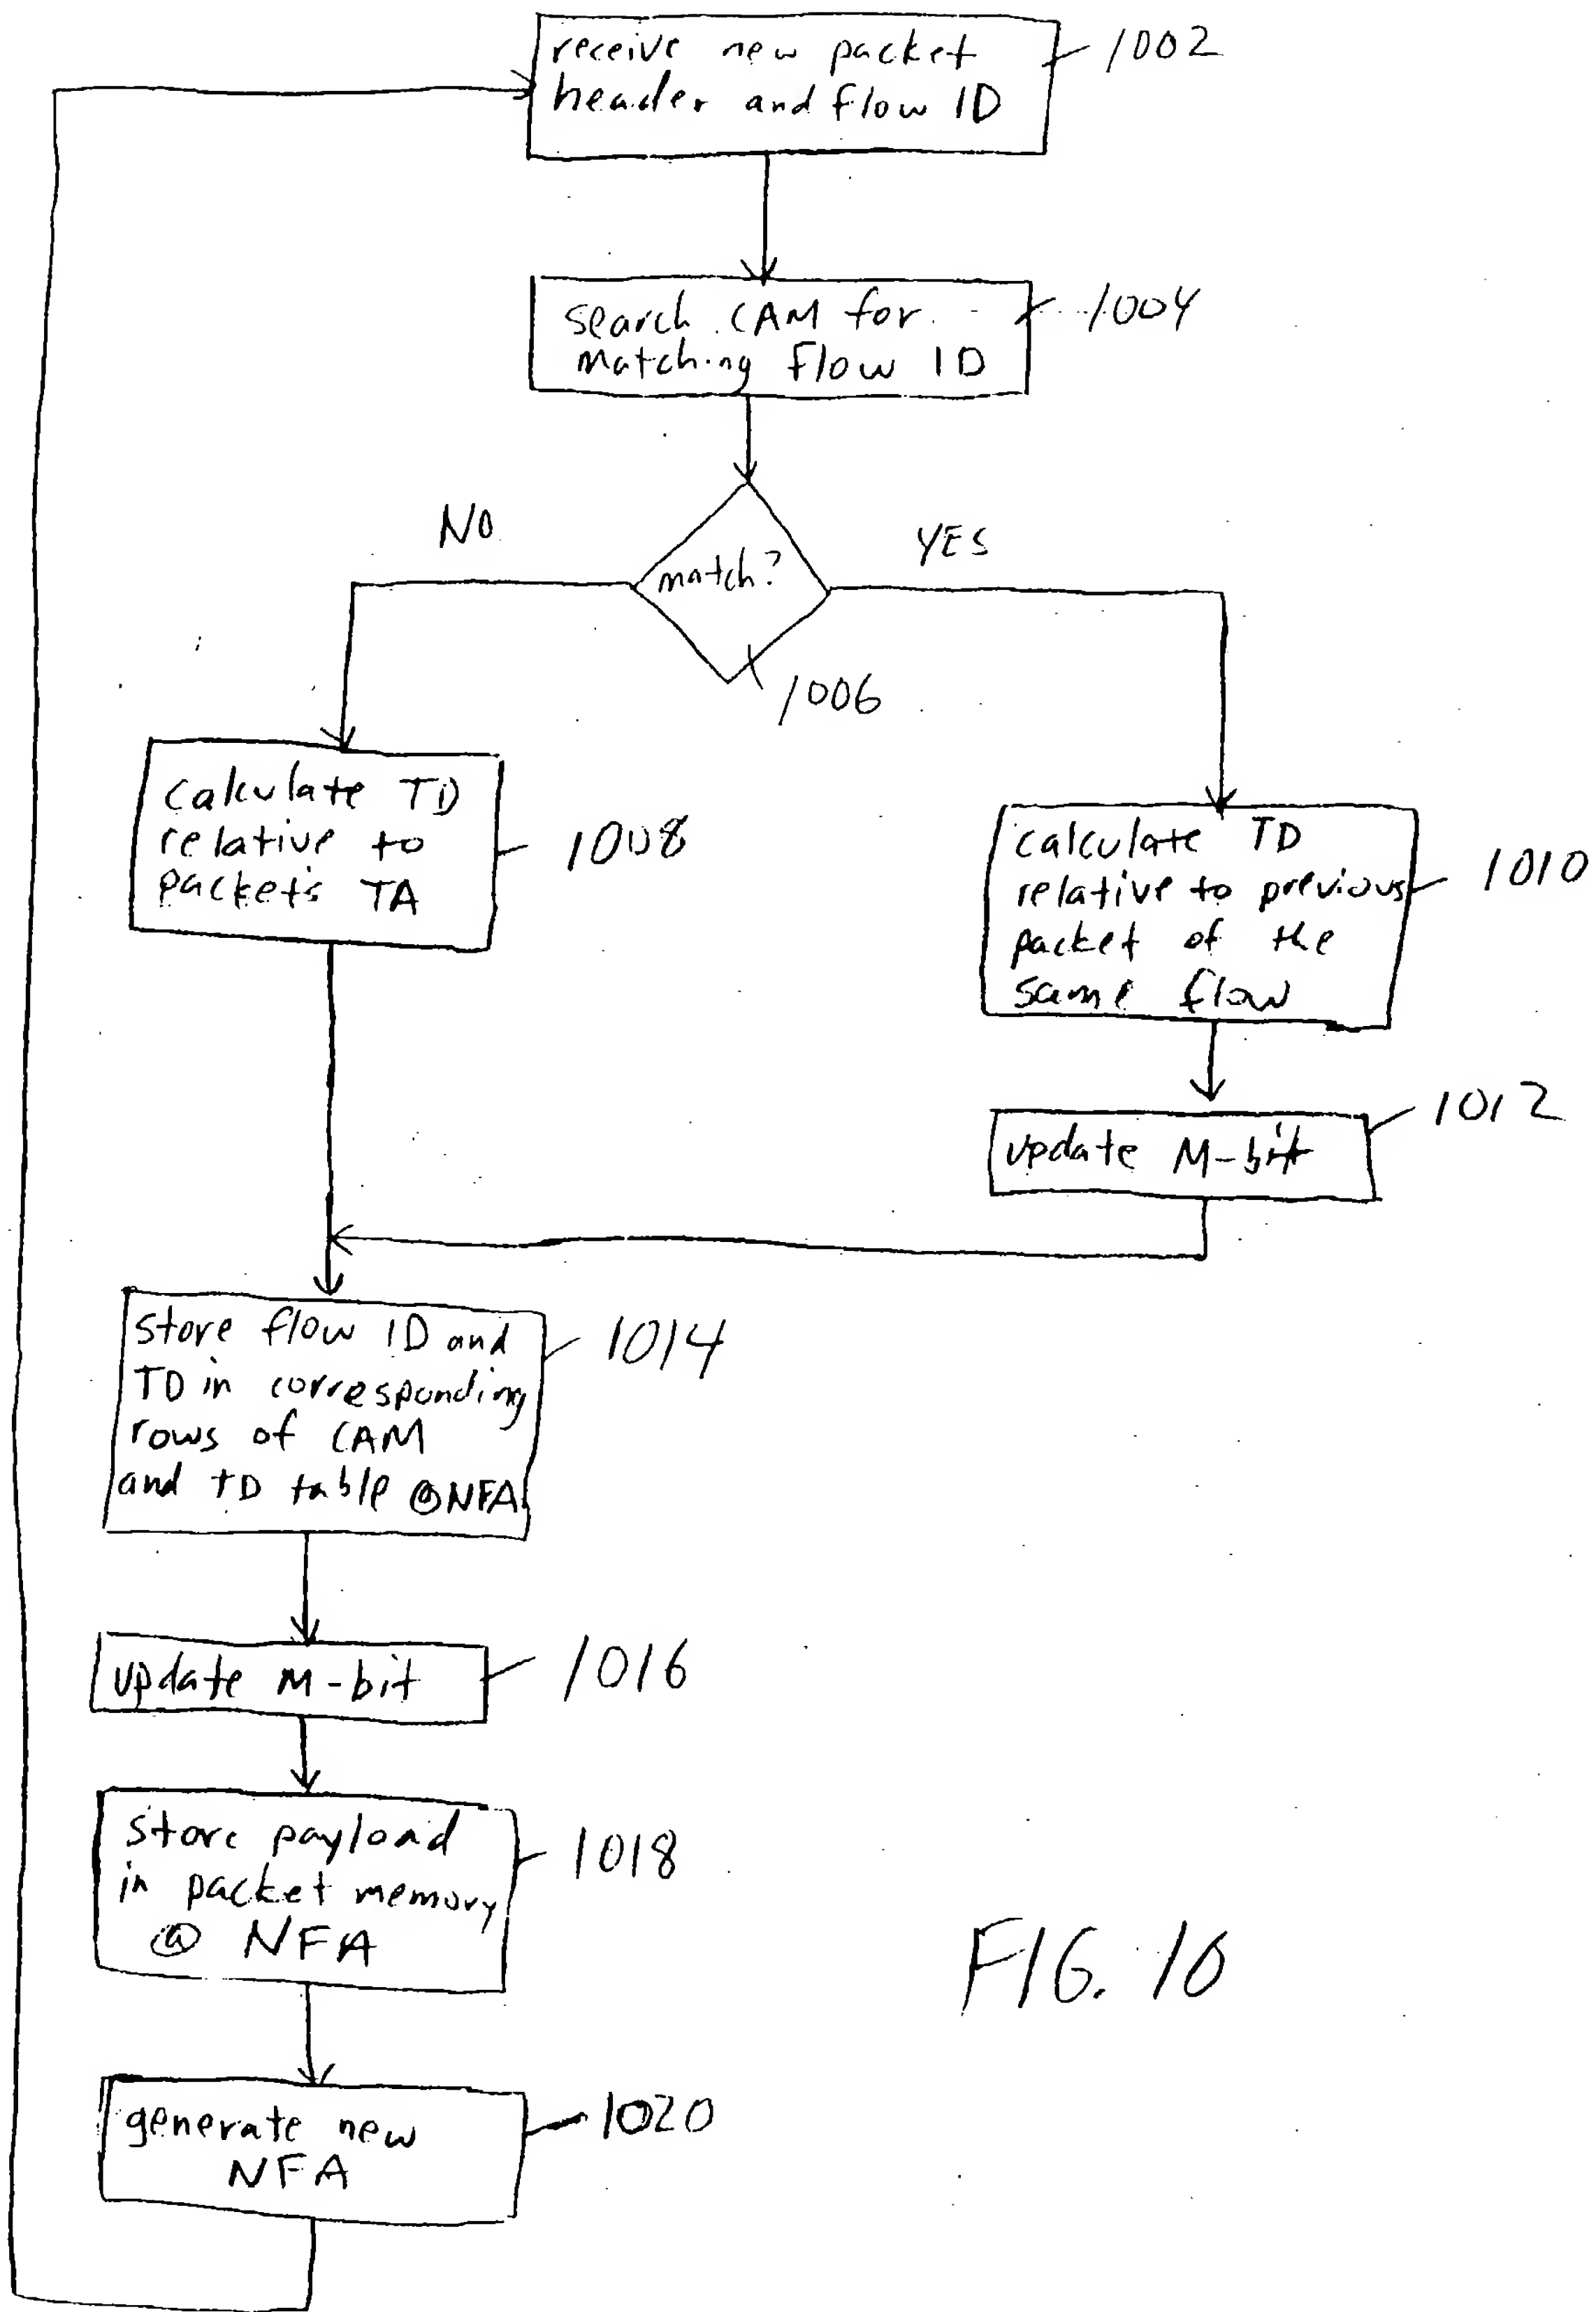 receive new packet
header and flow ID
1002
search CAM for
matching flow ID
1004
match?
NO
YES
1006
calculate TD
relative to
packet's TA
1008
calculate TD
relative to previous
packet of the
same flow
1010
update M-bit
1012
store flow ID and
TD in corresponding
rows of CAM
and TD table @NFA
1014
update M-bit
1016
store payload
in packet memory
@ NFA
1018
generate new
NFA
1020
FIG. 10